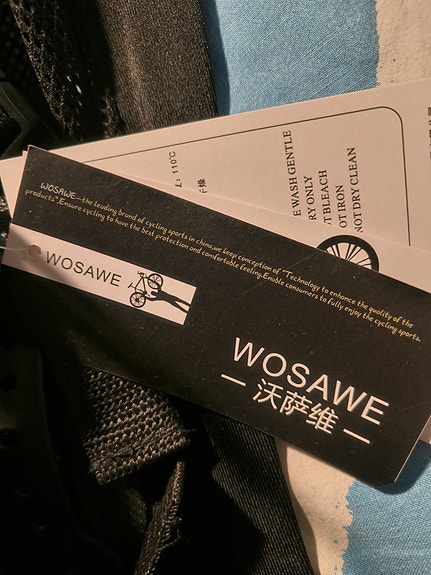 WOSAWE---the leading brand of cycling sports in china,we keep conception of "Technology to enhance the quality of the
products".Ensure cycling to have the best protection and comfortable feeling.Enable consumers to fully enjoy the cycling sports.
WOSAWE
WOSAWE
— 沃萨维 —
110°C
E WASH GENTLE
RY ONLY
T BLEACH
OT IRON
NOT DRY CLEAN